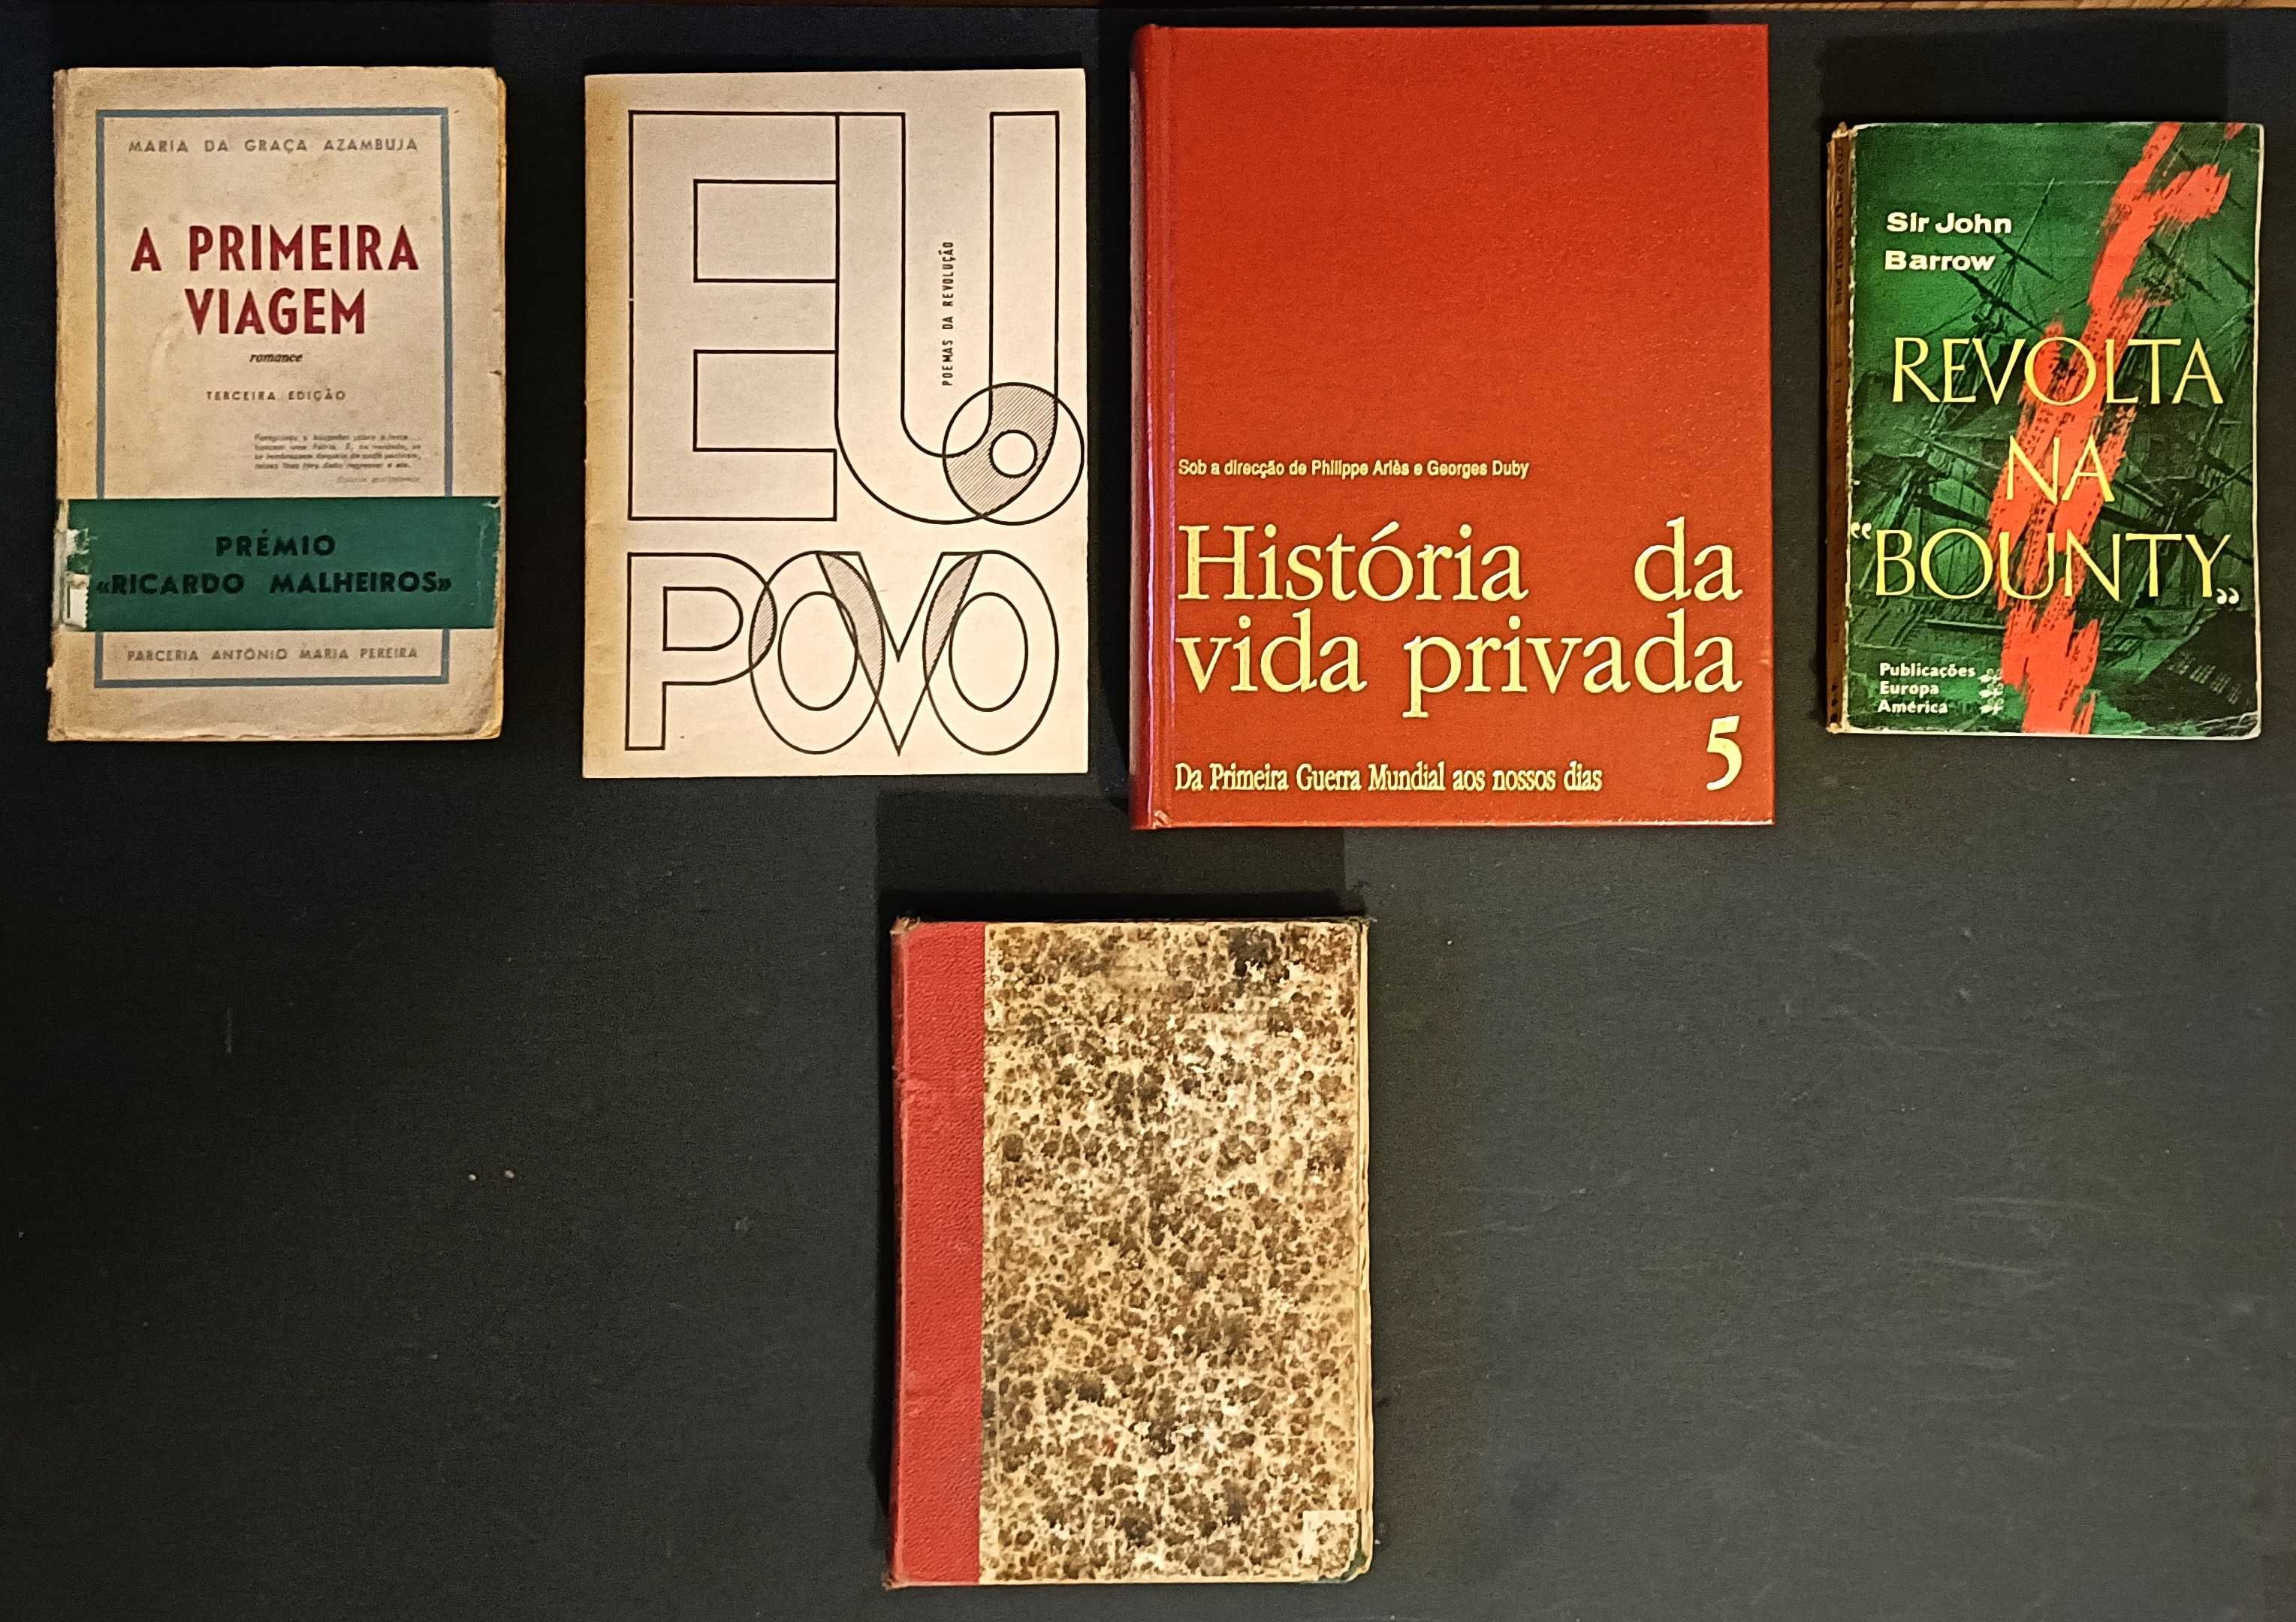 MARIA DA GRAÇA AZAMBUJA
A PRIMEIRA
VIAGEM
romance
TERCEIRA EDIÇÃO
PRÉMIO
«RICARDO MALHEIROS»
PARCERIA ANTÓNIO MARIA PEREIRA
EU
POEMAS DA REVOLUÇÃO
O
POVO
Sob a direcção de Philippe Ariès e Georges Duby
História da
vida privada
5
Da Primeira Guerra Mundial aos nossos dias
Sir John
Barrow
REVOLTA
NA
“BOUNTY„
Publicações
Europa
América